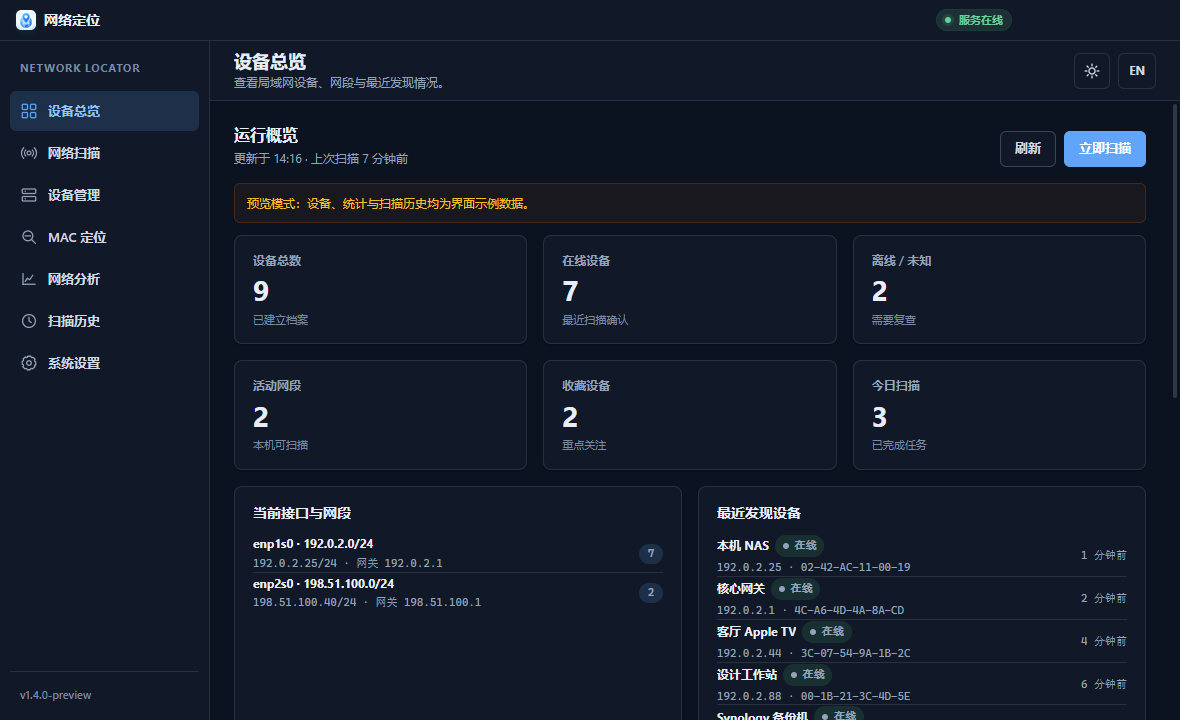 网络定位
服务在线
NETWORK LOCATOR
设备总览
网络扫描
设备管理
MAC 定位
网络分析
扫描历史
系统设置
v1.4.0-preview
设备总览
查看局域网设备、网段与最近发现情况。
EN
运行概览
更新于 14:16 · 上次扫描 7 分钟前
刷新
立即扫描
预览模式：设备、统计与扫描历史均为界面示例数据。
设备总数
9
已建立档案
在线设备
7
最近扫描确认
离线 / 未知
2
需要复查
活动网段
2
本机可扫描
收藏设备
2
重点关注
今日扫描
3
已完成任务
当前接口与网段
enp1s0 · 192.0.2.0/24
192.0.2.25/24 · 网关 192.0.2.1
7
enp2s0 · 198.51.100.0/24
198.51.100.40/24 · 网关 198.51.100.1
2
最近发现设备
本机 NAS 在线
192.0.2.25 · 02-42-AC-11-00-19
1 分钟前
核心网关 在线
192.0.2.1 · 4C-A6-4D-4A-8A-CD
2 分钟前
客厅 Apple TV 在线
192.0.2.44 · 3C-07-54-9A-1B-2C
4 分钟前
设计工作站 在线
192.0.2.88 · 00-1B-21-3C-4D-5E
6 分钟前
Synology 备份机 在线